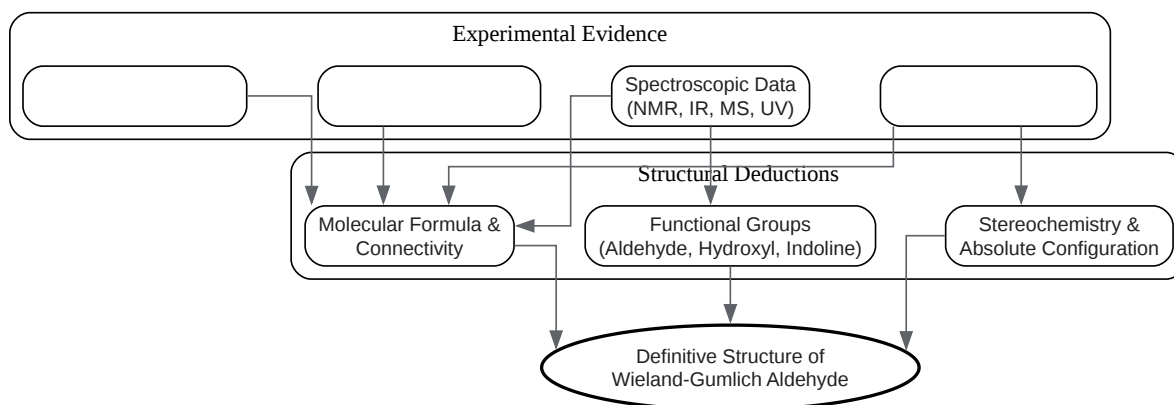 Experimental Evidence
Spectroscopic Data
(NMR, IR, MS, UV)
Structural Deductions
Molecular Formula &
Connectivity
Functional Groups
(Aldehyde, Hydroxyl, Indoline)
Stereochemistry &
Absolute Configuration
Definitive Structure of
Wieland-Gumlich Aldehyde